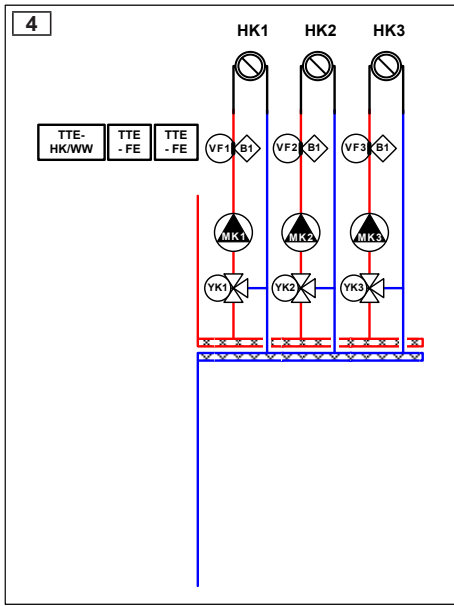 4
HK1 HK2 HK3
TTE-
HK/WW
TTE
- FE
TTE
- FE
VF1 B1 VF2 B1 VF3 B1
MK1 MK2 MK3
YK1 YK2 YK3